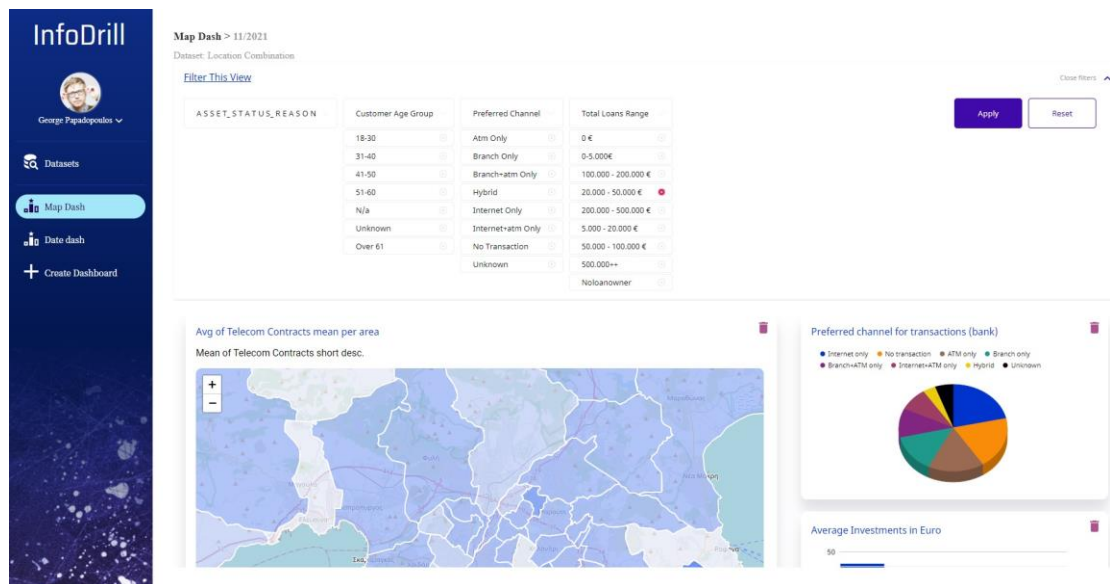 InfoDrill
George Papadopoulos
Datasets
Map Dash
Date dash
Create Dashboard
Map Dash > 11/2021
Dataset: Location Combination
Filter This View
Close filters
ASSET_STATUS_REASON
Customer Age Group
18-30
31-40
41-50
51-60
N/a
Unknown
Over 61
Preferred Channel
Atm Only
Branch Only
Branch+atm Only
Hybrid
Internet Only
Internet+atm Only
No Transaction
Unknown
Total Loans Range
0 €
0-5.000€
100.000 - 200.000 €
20.000 - 50.000 €
200.000 - 500.000 €
5.000 - 20.000 €
50.000 - 100.000 €
500.000++
Noloanowner
Apply
Reset
Avg of Telecom Contracts mean per area
Mean of Telecom Contracts short desc.
+
−
Φυλή
Preferred channel for transactions (bank)
Internet only
No transaction
ATM only
Branch only
Branch+ATM only
Internet+ATM only
Hybrid
Unknown
Average Investments in Euro
50